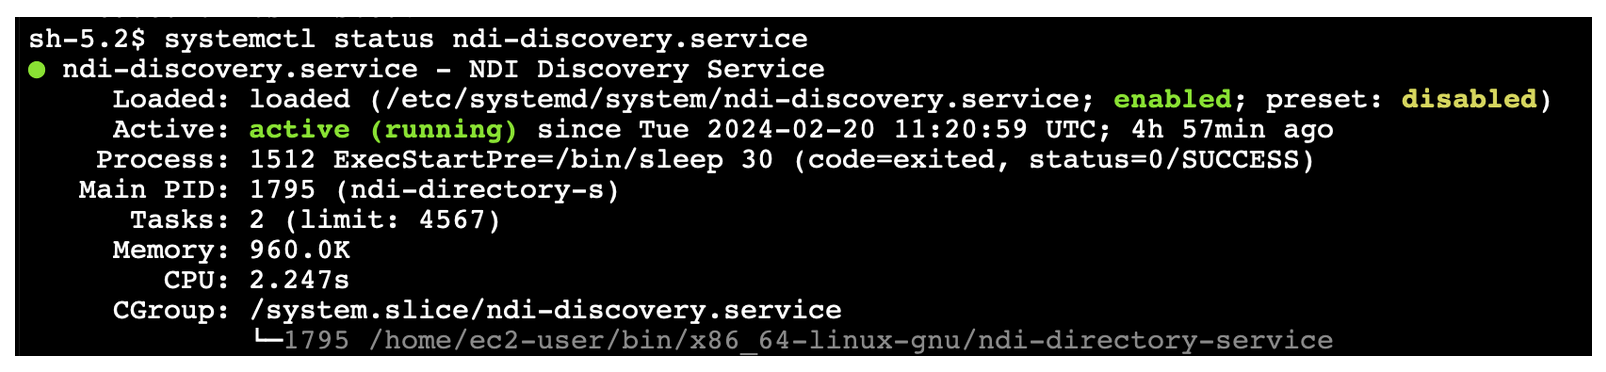 sh-5.2$ systemctl status ndi-discovery.service
● ndi-discovery.service - NDI Discovery Service
Loaded: loaded (/etc/systemd/system/ndi-discovery.service; enabled; preset: disabled)
Active: active (running) since Tue 2024-02-20 11:20:59 UTC; 4h 57min ago
Process: 1512 ExecStartPre=/bin/sleep 30 (code=exited, status=0/SUCCESS)
Main PID: 1795 (ndi-directory-s)
Tasks: 2 (limit: 4567)
Memory: 960.0K
CPU: 2.247s
CGroup: /system.slice/ndi-discovery.service
└─1795 /home/ec2-user/bin/x86_64-linux-gnu/ndi-directory-service